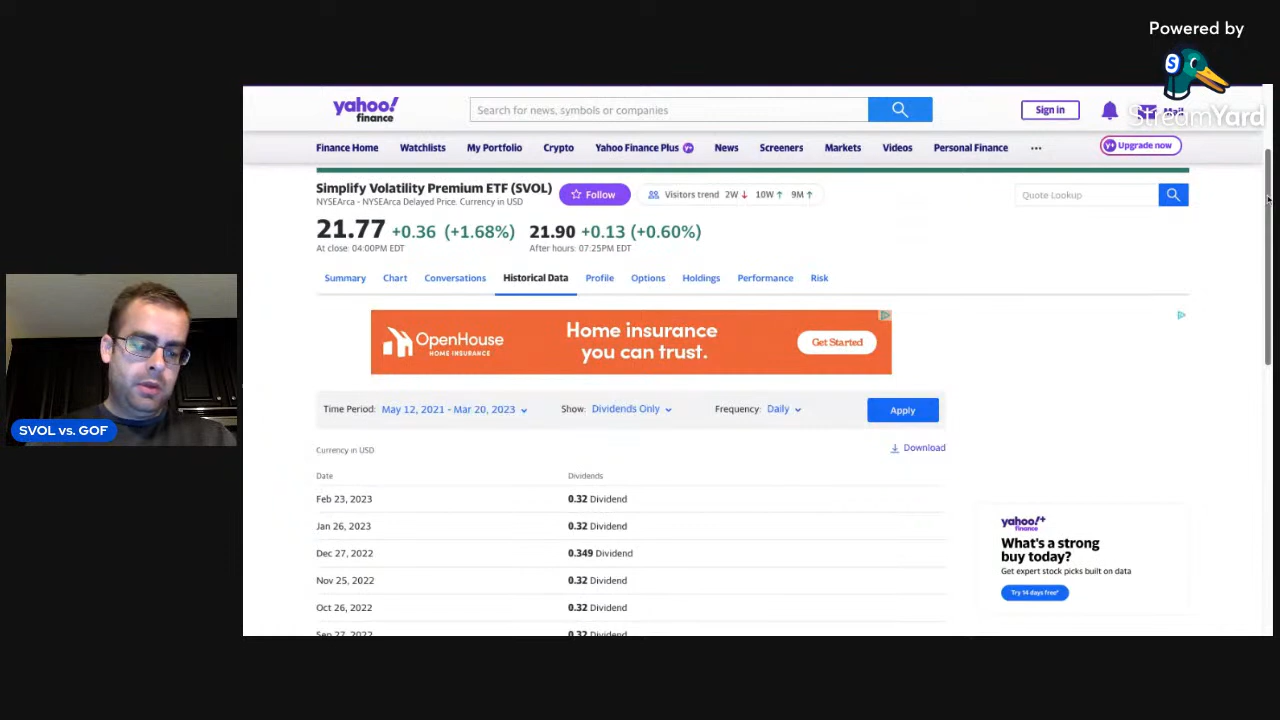 Powered by
S
StreamYard
yahoo!
finance
Search for news, symbols or companies
Sign in
Mail
Finance Home Watchlists My Portfolio Crypto Yahoo Finance Plus News Screeners Markets Videos Personal Finance ...
Upgrade now
Simplify Volatility Premium ETF (SVOL)
Follow
Visitors trend 2W ↓ 10W ↑ 9M ↑
Quote Lookup
NYSEArca - NYSEArca Delayed Price. Currency in USD
21.77 +0.36 (+1.68%) 21.90 +0.13 (+0.60%)
At close: 04:00PM EDT After hours: 07:25PM EDT
Summary Chart Conversations Historical Data Profile Options Holdings Performance Risk
OpenHouse
HOME INSURANCE
Home insurance
you can trust.
Get Started
Time Period: May 12, 2021 - Mar 20, 2023 Show: Dividends Only Frequency: Daily Apply
Currency in USD Download
Date Dividends
Feb 23, 2023 0.32 Dividend
Jan 26, 2023 0.32 Dividend
Dec 27, 2022 0.349 Dividend
Nov 25, 2022 0.32 Dividend
Oct 26, 2022 0.32 Dividend
Sep 27, 2022 0.32 Dividend
yahoo!+
finance
What's a strong
buy today?
Get expert stock picks built on data
Try 14 days free*
SVOL vs. GOF